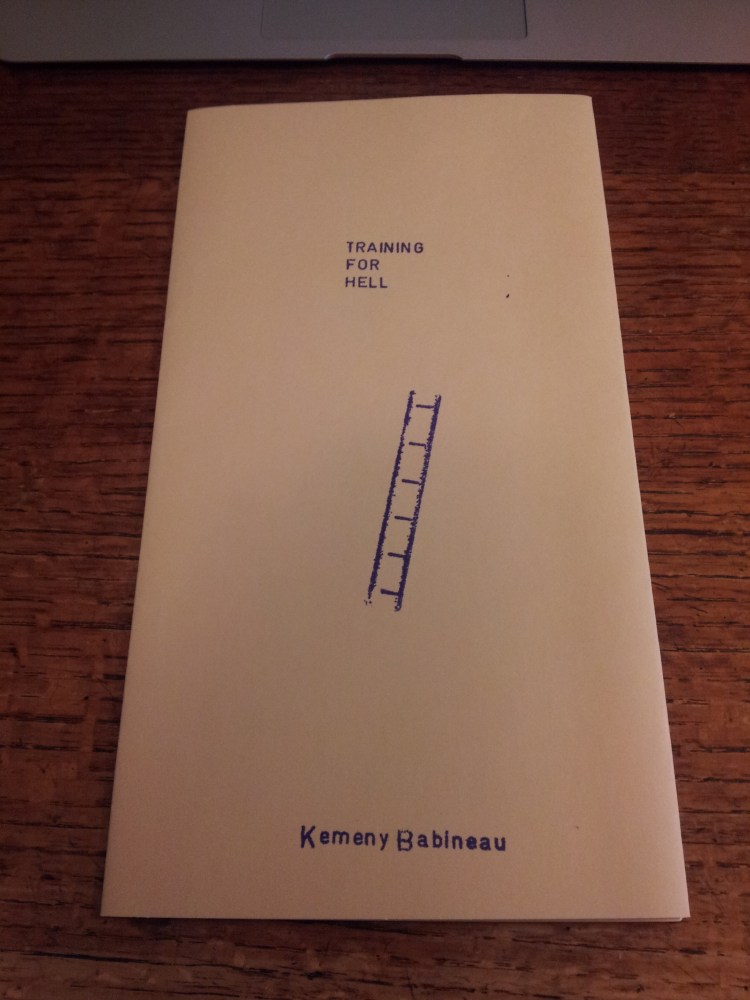 TRAINING
FOR
HELL
Kemeny Babineau